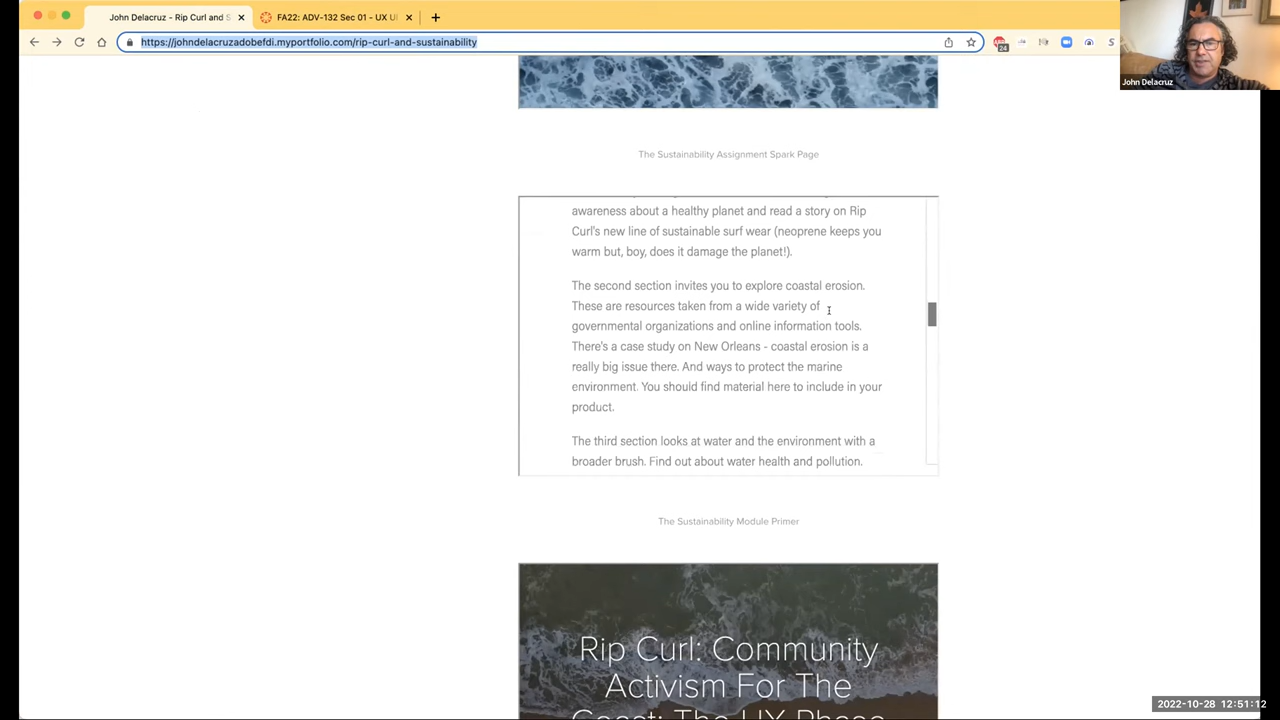 John Delacruz - Rip Curl and S
FA22: ADV-132 Sec 01 - UX UI
https://johndelacruzadobefdi.myportfolio.com/rip-curl-and-sustainability
24
S
John Delacruz
The Sustainability Assignment Spark Page
awareness about a healthy planet and read a story on Rip
Curl's new line of sustainable surf wear (neoprene keeps you
warm but, boy, does it damage the planet!).
The second section invites you to explore coastal erosion.
These are resources taken from a wide variety of
governmental organizations and online information tools.
There's a case study on New Orleans - coastal erosion is a
really big issue there. And ways to protect the marine
environment. You should find material here to include in your
product.
The third section looks at water and the environment with a
broader brush. Find out about water health and pollution.
The Sustainability Module Primer
Rip Curl: Community
Activism For The
Coast: The UX Phase
2022-10-28 12:51:12